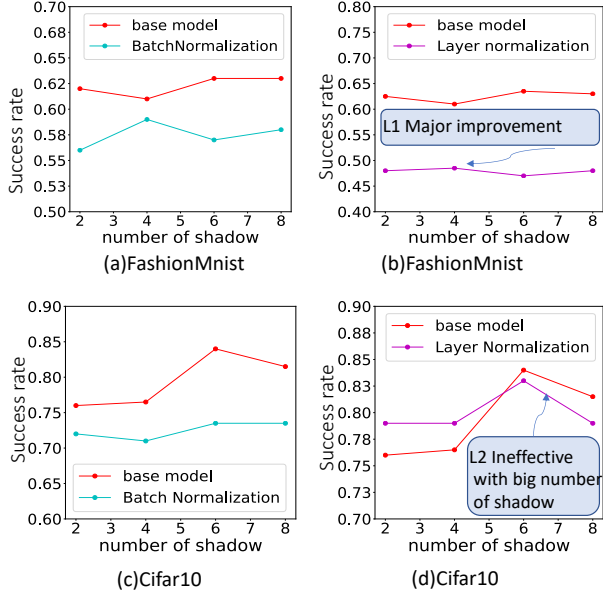 0.70
0.68
0.65
0.62
0.60
0.58
0.55
0.53
0.50
Success rate
base model
BatchNormalization
2 3 4 5 6 7 8
number of shadow
(a)FashionMnist
0.80
0.75
0.70
0.65
0.60
0.55
0.50
0.45
0.40
Success rate
base model
Layer normalization
L1 Major improvement
2 3 4 5 6 7 8
number of shadow
(b)FashionMnist
0.90
0.85
0.80
0.75
0.70
0.65
0.60
Success rate
base model
Batch Normalization
2 3 4 5 6 7 8
number of shadow
(c)Cifar10
0.90
0.88
0.85
0.83
0.80
0.78
0.75
0.73
0.70
Success rate
base model
Layer Normalization
L2 Ineffective
with big number
of shadow
2 3 4 5 6 7 8
number of shadow
(d)Cifar10